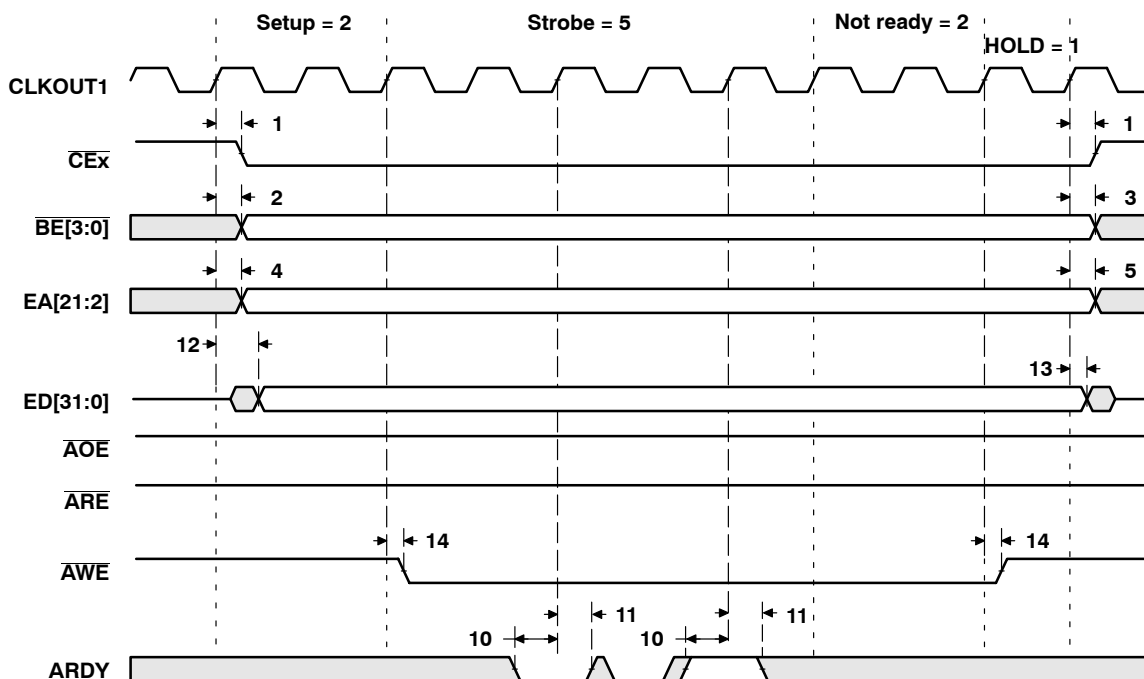 Setup = 2
Strobe = 5
Not ready = 2
HOLD = 1
CLKOUT1
1
1
CEx
2
3
BE[3:0]
4
5
EA[21:2]
12
13
ED[31:0]
AOE
ARE
14
14
AWE
11
11
10
10
ARDY